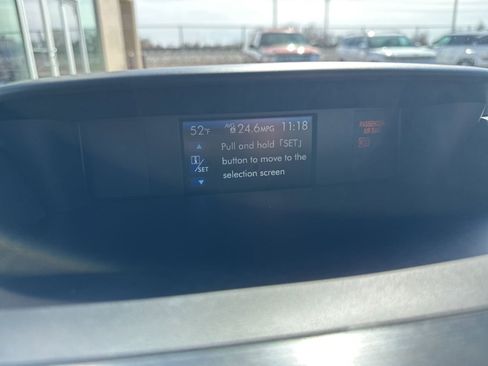 52°F AVG B 24.6MPG 11:18
Pull and hold「SET」
i/SET button to move to the
selection screen
PASSENGER
AIR BAG